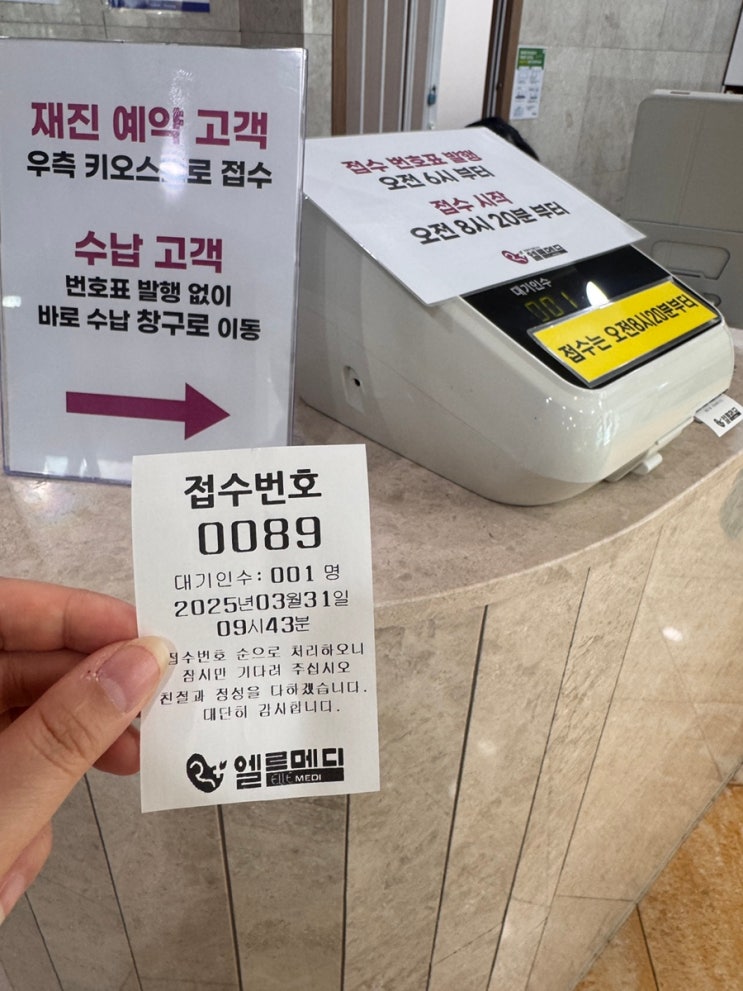 재진 예약 고객
우측 키오스크로 접수
수납 고객
번호표 발행 없이
바로 수납 창구로 이동
접수 번호표 발행
오전 6시 부터
접수 시작
오전 8시 20분 부터
엘르메디
대기인수
001
접수는 오전8시20분부터
접수번호
0089
대기인수: 001 명
2025년03월31일
09시43분
접수번호 순으로 처리하오니
잠시만 기다려 주십시오
친절과 정성을 다하겠습니다.
대단히 감사합니다.
엘르메디
ELLE MEDI